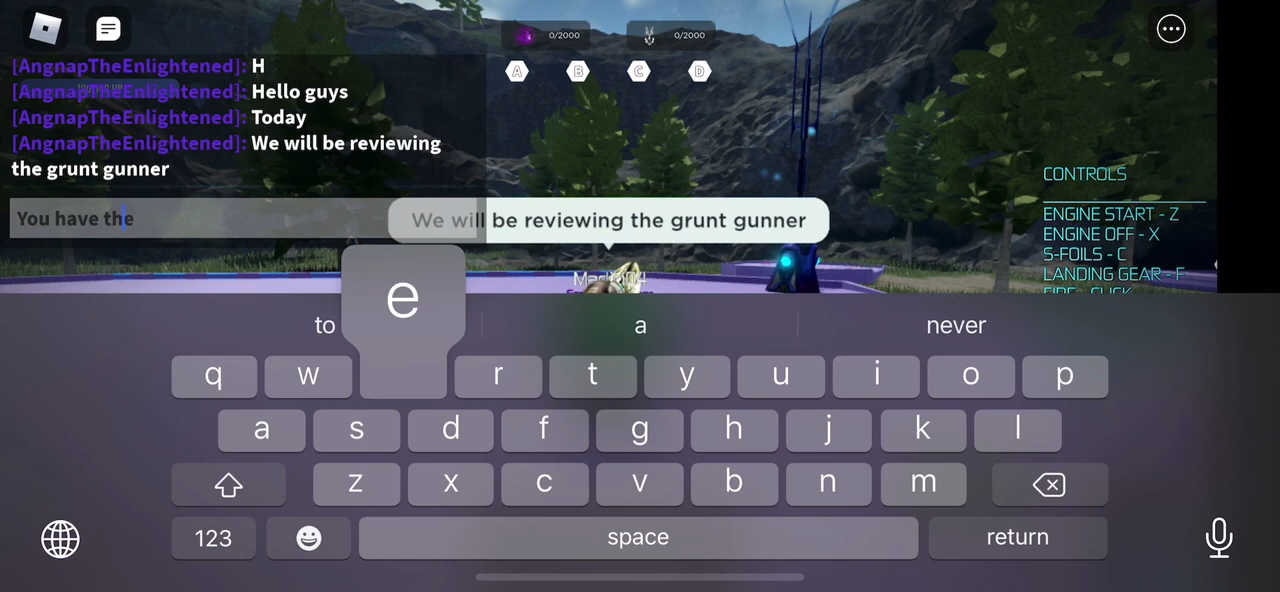 0/2000
0/2000
A
B
C
D
[AngnapTheEnlightened]: H
[AngnapTheEnlightened]: Hello guys
[AngnapTheEnlightened]: Today
[AngnapTheEnlightened]: We will be reviewing
the grunt gunner
You have the
We will be reviewing the grunt gunner
CONTROLS
ENGINE START - Z
ENGINE OFF - X
S-FOILS - C
LANDING GEAR - F
FIRE - CLICK
e
to
a
never
q w r t y u i o p
a s d f g h j k l
z x c v b n m
123
space
return